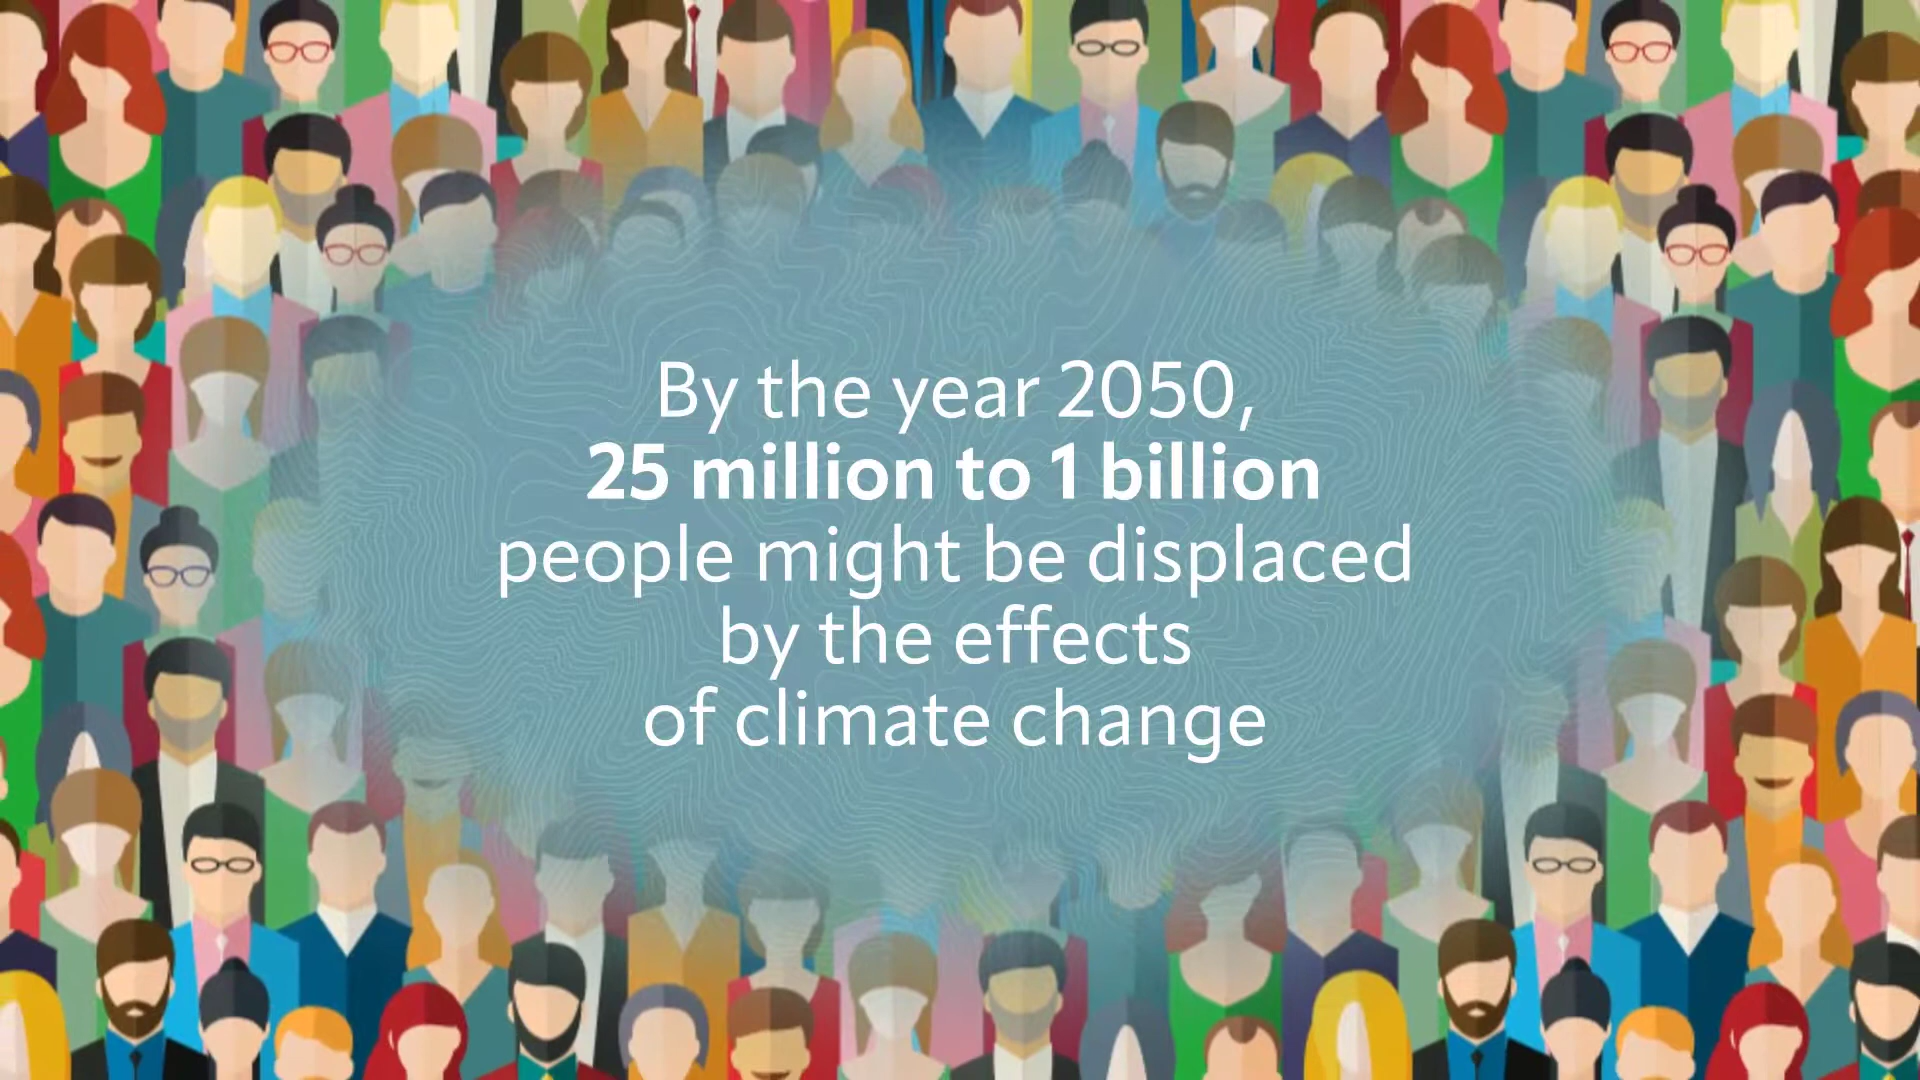 By the year 2050,
25 million to 1 billion
people might be displaced
by the effects
of climate change